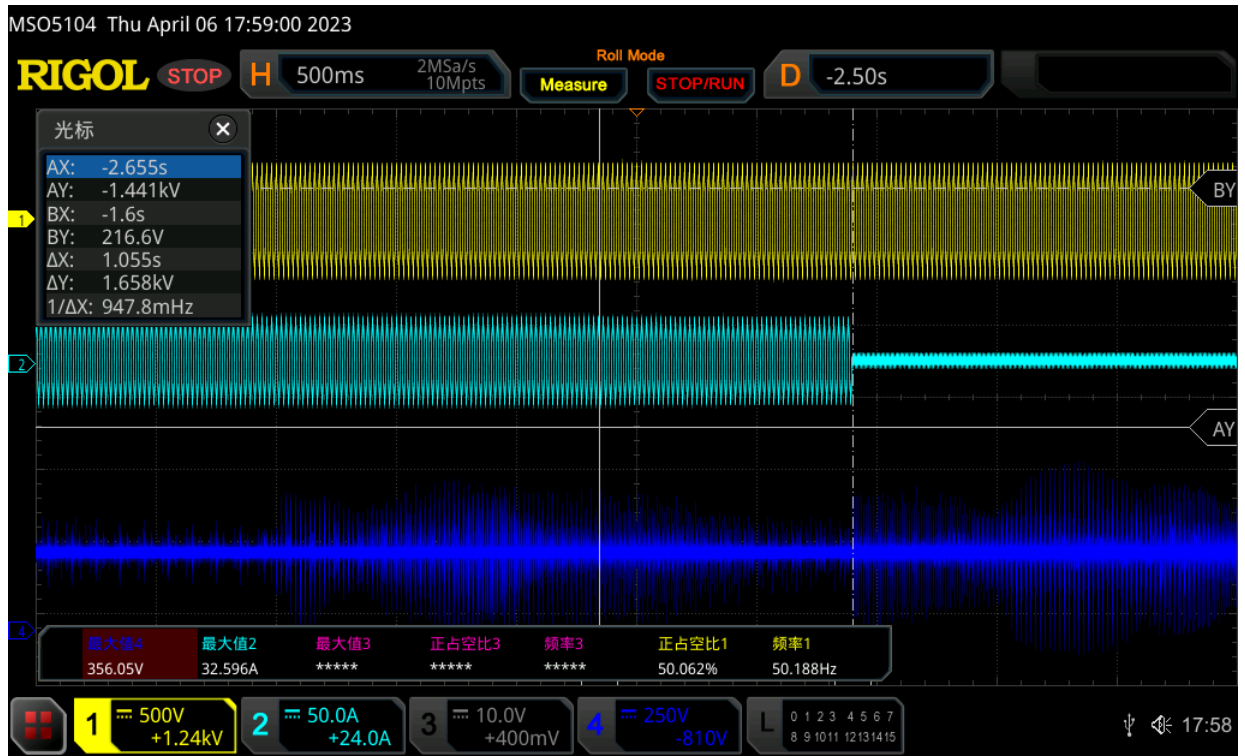 MSO5104 Thu April 06 17:59:00 2023
RIGOL STOP H 500ms 2MSa/s 10Mpts Roll Mode Measure STOP/RUN D -2.50s
光标
AX: -2.655s
AY: -1.441kV
BX: -1.6s
BY: 216.6V
ΔX: 1.055s
ΔY: 1.658kV
1/ΔX: 947.8mHz
BY
1
2
AY
4
最大值4 最大值2 最大值3 正占空比3 频率3 正占空比1 频率1
356.05V 32.596A ***** ***** ***** 50.062% 50.188Hz
1 500V 2 50.0A 3 10.0V 4 250V L 0 1 2 3 4 5 6 7
+1.24kV +24.0A +400mV -810V 8 9 10 11 12 13 14 15
17:58